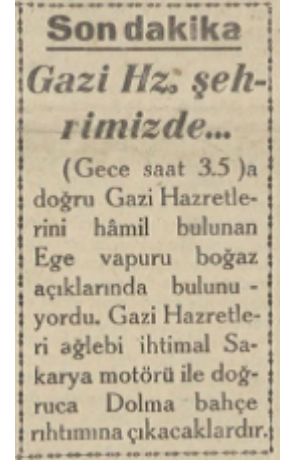 Son dakika
Gazi Hz. şeh-
rimizde...
(Gece saat 3.5 )a
doğru Gazi Hazretle-
rini hâmil bulunan
Ege vapuru boğaz
açıklarında bulunu -
yordu. Gazi Hazretle-
ri ağlebi ihtimal Sa-
karya motörü ile doğ-
ruca Dolma bahçe
rıhtımına çıkacaklardır.